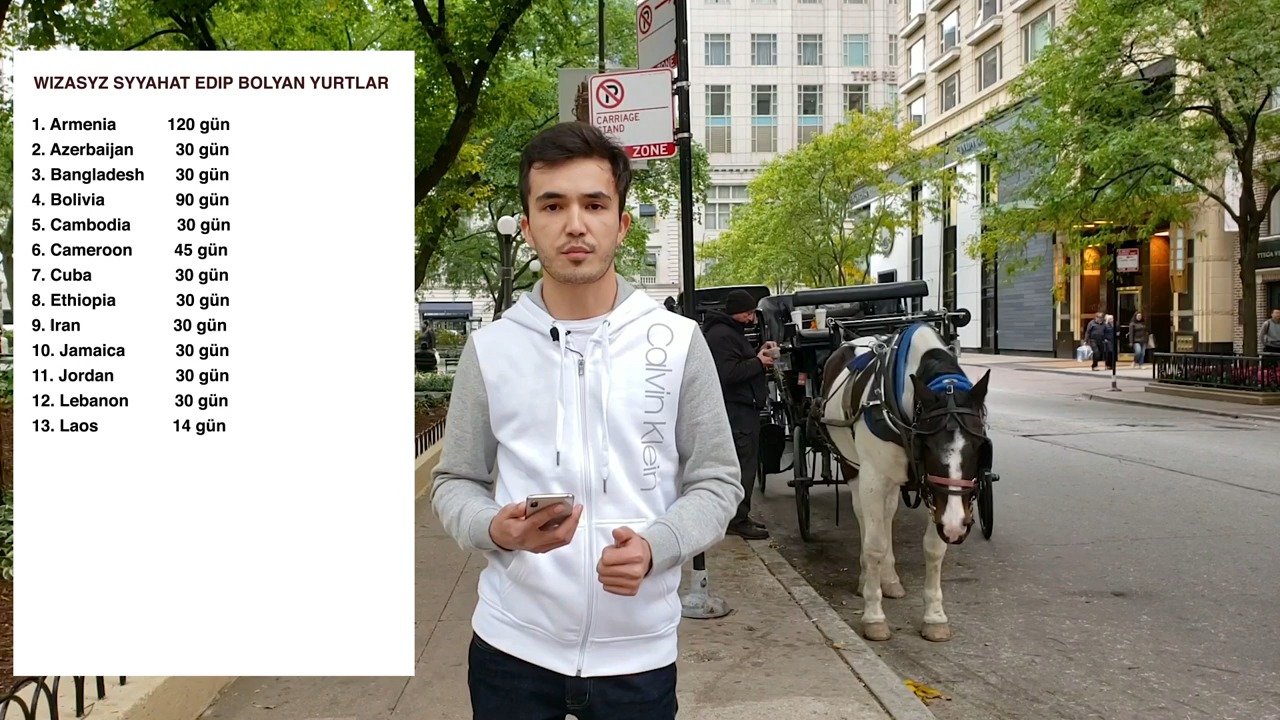 WIZASYZ SYYAHAT EDIP BOLYAN YURTLAR
1. Armenia 120 gün
2. Azerbaijan 30 gün
3. Bangladesh 30 gün
4. Bolivia 90 gün
5. Cambodia 30 gün
6. Cameroon 45 gün
7. Cuba 30 gün
8. Ethiopia 30 gün
9. Iran 30 gün
10. Jamaica 30 gün
11. Jordan 30 gün
12. Lebanon 30 gün
13. Laos 14 gün
CARRIAGE
STAND
ZONE
THE PE
Calvin Klein